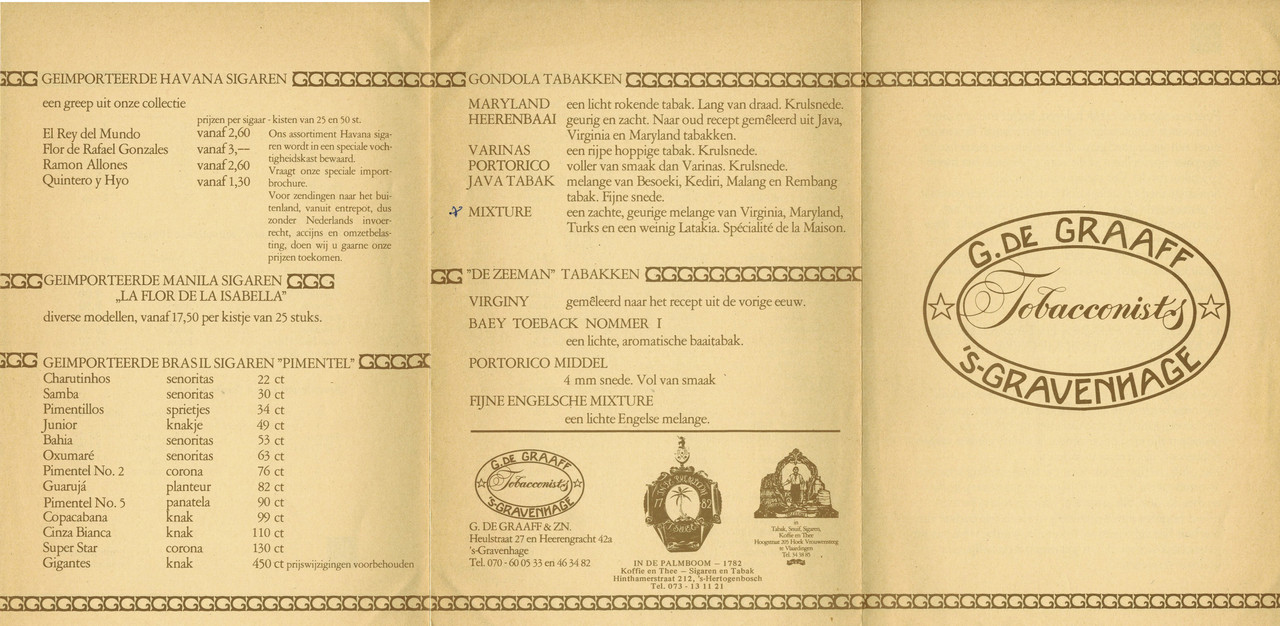 GEIMPORTEERDE HAVANA SIGAREN
een greep uit onze collectie
prijzen per sigaar - kisten van 25 en 50 st.
El Rey del Mundo vanaf 2,60
Flor de Rafael Gonzales vanaf 3,—
Ramon Allones vanaf 2,60
Quintero y Hyo vanaf 1,30
Ons assortiment Havana siga-
ren wordt in een speciale voch-
tigheidskast bewaard.
Vraagt onze speciale import-
brochure.
Voor zendingen naar het bui-
tenland, vanuit entrepot, dus
zonder Nederlands invoer-
recht, accijns en omzetbelas-
ting, doen wij u gaarne onze
prijzen toekomen.
GEIMPORTEERDE MANILA SIGAREN
„LA FLOR DE LA ISABELLA”
diverse modellen, vanaf 17,50 per kistje van 25 stuks.
GEIMPORTEERDE BRASIL SIGAREN ”PIMENTEL”
Charutinhos senoritas 22 ct
Samba senoritas 30 ct
Pimentillos sprietjes 34 ct
Junior knakje 49 ct
Bahia senoritas 53 ct
Oxumaré senoritas 63 ct
Pimentel No. 2 corona 76 ct
Guarujá planteur 82 ct
Pimentel No. 5 panatela 90 ct
Copacabana knak 99 ct
Cinza Bianca knak 110 ct
Super Star corona 130 ct
Gigantes knak 450 ct prijswijzigingen voorbehouden
GONDOLA TABAKKEN
MARYLAND een licht rokende tabak. Lang van draad. Krulsnede.
HEERENBAAI geurig en zacht. Naar oud recept gemêleerd uit Java,
Virginia en Maryland tabakken.
VARINAS een rijpe hoppige tabak. Krulsnede.
PORTORICO voller van smaak dan Varinas. Krulsnede.
JAVA TABAK melange van Besoeki, Kediri, Malang en Rembang
tabak. Fijne snede.
MIXTURE een zachte, geurige melange van Virginia, Maryland,
Turks en een weinig Latakia. Spécialité de la Maison.
”DE ZEEMAN” TABAKKEN
VIRGINY gemêleerd naar het recept uit de vorige eeuw.
BAEY TOEBACK NOMMER I
een lichte, aromatische baaitabak.
PORTORICO MIDDEL
4 mm snede. Vol van smaak
FIJNE ENGELSCHE MIXTURE
een lichte Engelse melange.
G. DE GRAAFF
Tobacconists
'S-GRAVENHAGE
G. DE GRAAFF & ZN.
Heulstraat 27 en Heerengracht 42a
's-Gravenhage
Tel. 070 - 60 05 33 en 46 34 82
17 82
IN DE PALMBOOM — 1782
Koffie en Thee — Sigaren en Tabak
Hinthamerstraat 212, 's-Hertogenbosch
Tel. 073 - 13 11 21
in
Tabak, Snuif, Sigaren,
Koffie en Thee
Hoogstraat 205 Hoek Vrouwensteeg
te Vlaardingen
Tel. 34 58 85
G. DE GRAAFF
Tobacconists
'S-GRAVENHAGE